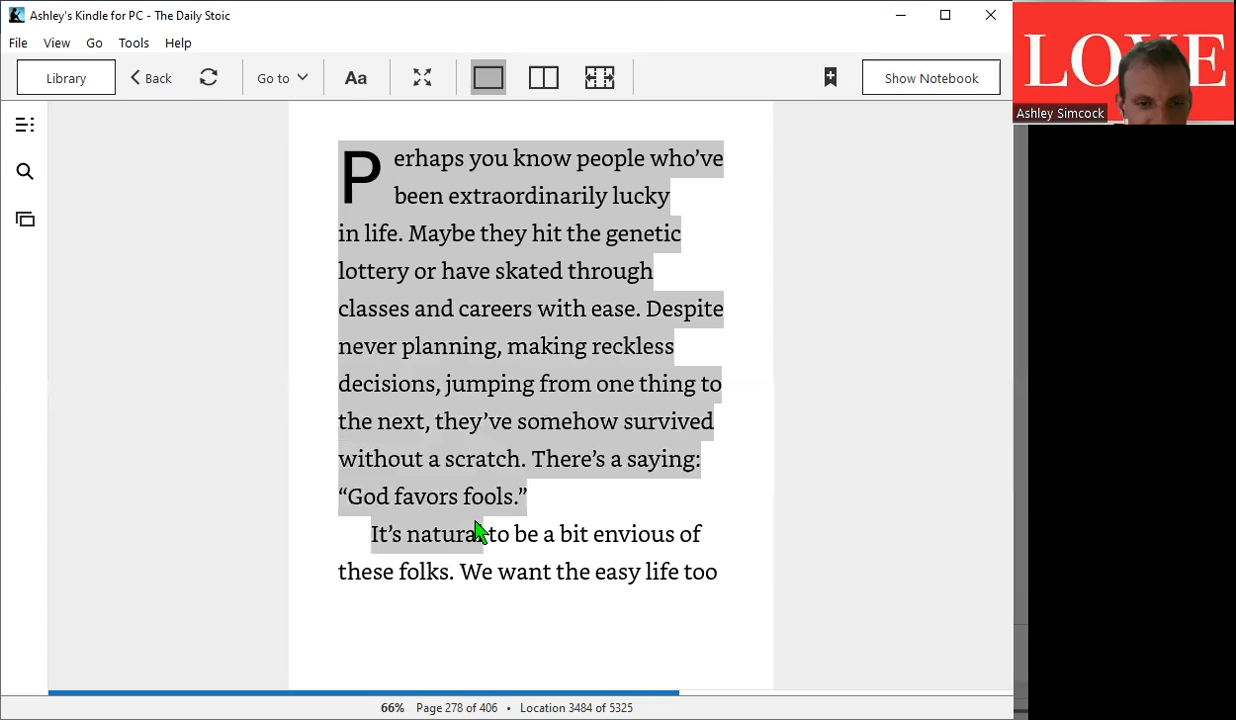 Ashley's Kindle for PC - The Daily Stoic
File View Go Tools Help
Library Back Go to Aa Show Notebook
LOVE
Ashley Simcock
Perhaps you know people who’ve
been extraordinarily lucky
in life. Maybe they hit the genetic
lottery or have skated through
classes and careers with ease. Despite
never planning, making reckless
decisions, jumping from one thing to
the next, they’ve somehow survived
without a scratch. There’s a saying:
“God favors fools.”
It’s natural to be a bit envious of
these folks. We want the easy life too
66% Page 278 of 406 • Location 3484 of 5325